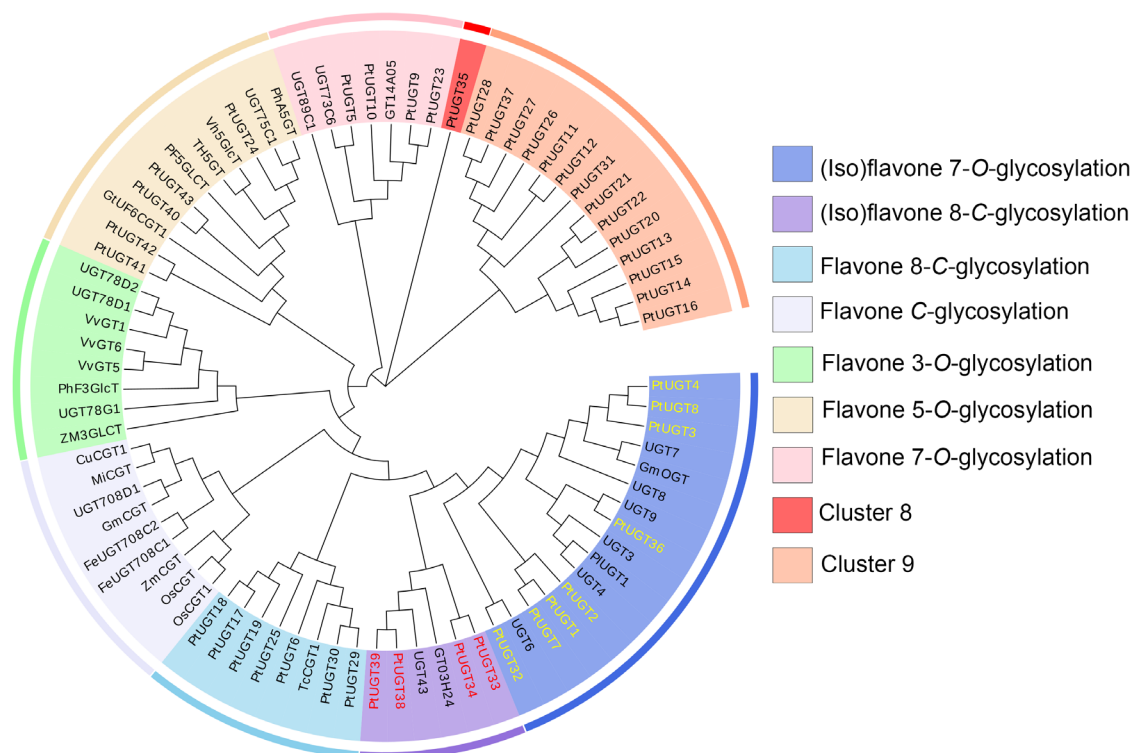 UGT89C1
UGT73C6
PtUGT5
PtUGT10
GT14A05
PtUGT9
PtUGT23
PtUGT35
PtUGT28
PtUGT37
PtUGT27
PtUGT26
PtUGT11
PtUGT12
PtUGT31
PtUGT21
PtUGT22
PtUGT20
PtUGT13
PtUGT15
PtUGT14
PtUGT16
PtUGT4
PtUGT8
PtUGT3
UGT7
GmOGT
UGT8
UGT9
PtUGT36
UGT3
PlUGT1
UGT4
PtUGT2
PtUGT1
PtUGT7
UGT6
PtUGT32
PtUGT33
PtUGT34
GT03H24
UGT43
PtUGT38
PtUGT39
PtUGT29
PtUGT30
TcCGT1
PtUGT6
PtUGT25
PtUGT19
PtUGT17
PtUGT18
OsCGT1
OsCGT
ZmCGT
FeUGT708C1
FeUGT708C2
GmCGT
UGT708D1
MiCGT
CuCGT1
ZM3GLCT
UGT78G1
PhF3GlcT
VvGT5
VvGT6
VvGT1
UGT78D1
UGT78D2
PtUGT41
PtUGT42
GtUF6CGT1
PtUGT40
PtUGT43
PF5GLCT
TH5GT
Vh5GlcT
PtUGT24
UGT75C1
PhA5GT
(Iso)flavone 7-O-glycosylation
(Iso)flavone 8-C-glycosylation
Flavone 8-C-glycosylation
Flavone C-glycosylation
Flavone 3-O-glycosylation
Flavone 5-O-glycosylation
Flavone 7-O-glycosylation
Cluster 8
Cluster 9